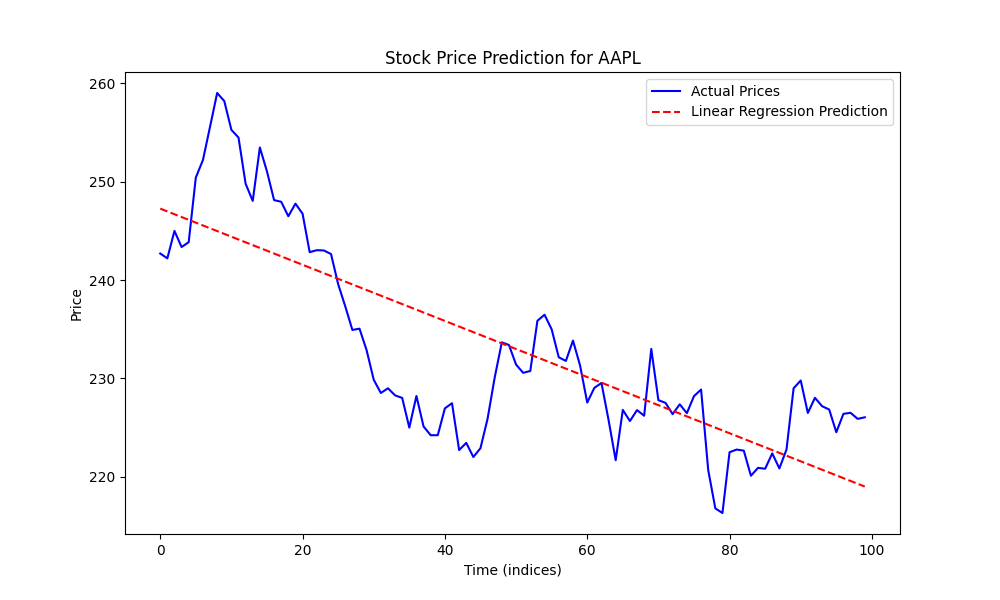 Stock Price Prediction for AAPL
Actual Prices
Linear Regression Prediction
260
250
240
230
220
Price
0 20 40 60 80 100
Time (indices)